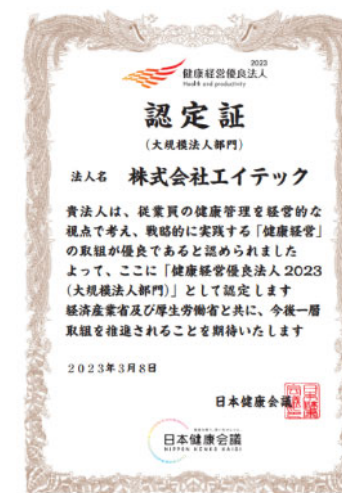 2023
健康経営優良法人
Health and productivity
認定証
(大規模法人部門)
法人名 株式会社エイテック
貴法人は、従業員の健康管理を経営的な
視点で考え、戦略的に実践する「健康経営」
の取組が優良であると認められました
よって、ここに「健康経営優良法人 2023
(大規模法人部門)」として認定します
経済産業省及び厚生労働省と共に、今後一層
取組を推進されることを期待いたします
2023年3月8日
日本健康会議
日本健康会議
NIPPON KENKO KAIGI